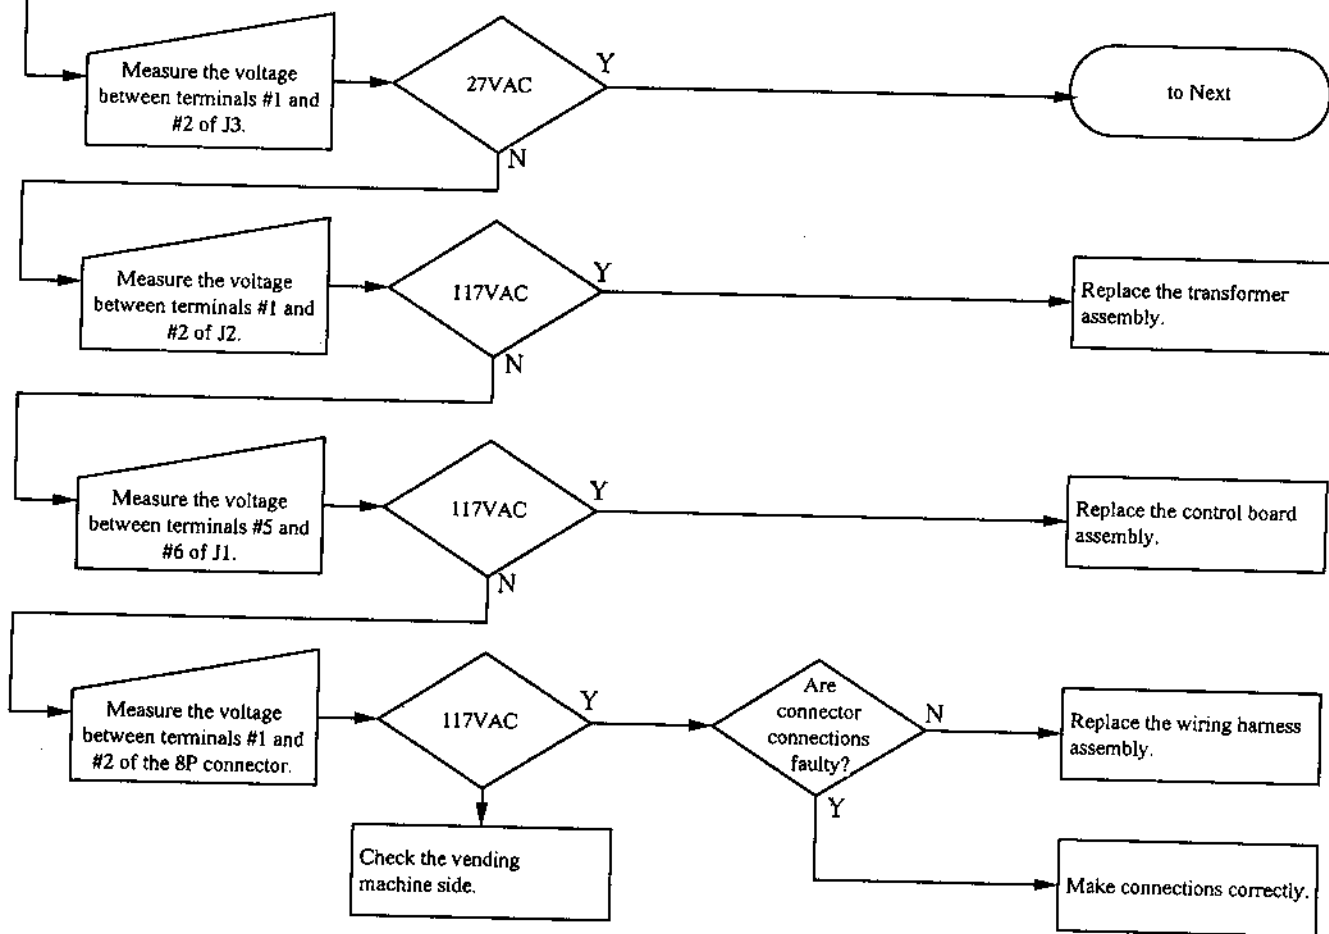 Measure the voltage
between terminals #1 and
#2 of J3.
27VAC
Y
N
to Next
Measure the voltage
between terminals #1 and
#2 of J2.
117VAC
Y
N
Replace the transformer
assembly.
Measure the voltage
between terminals #5 and
#6 of J1.
117VAC
Y
N
Replace the control board
assembly.
Measure the voltage
between terminals #1 and
#2 of the 8P connector.
117VAC
Y
Are
connector
connections
faulty?
N
Y
Replace the wiring harness
assembly.
Check the vending
machine side.
Make connections correctly.